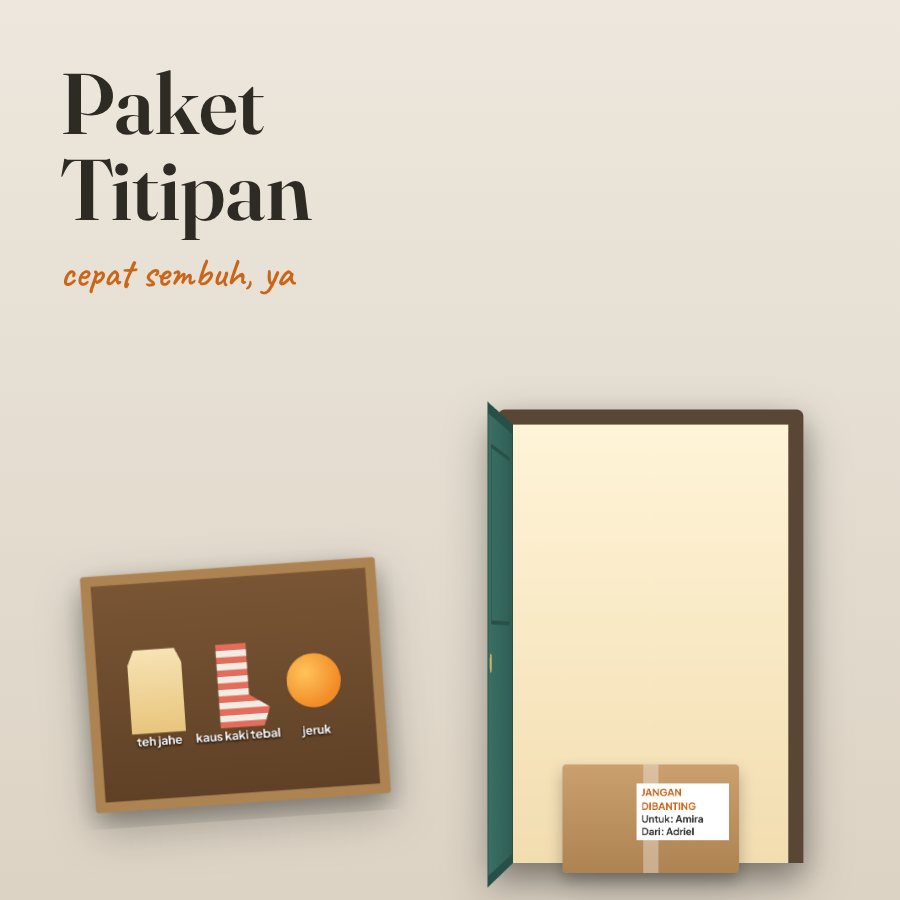 Paket
Titipan
cepat sembuh, ya
teh jahe
kaus kaki tebal
jeruk
JANGAN
DIBANTING
Untuk: Amira
Dari: Adriel